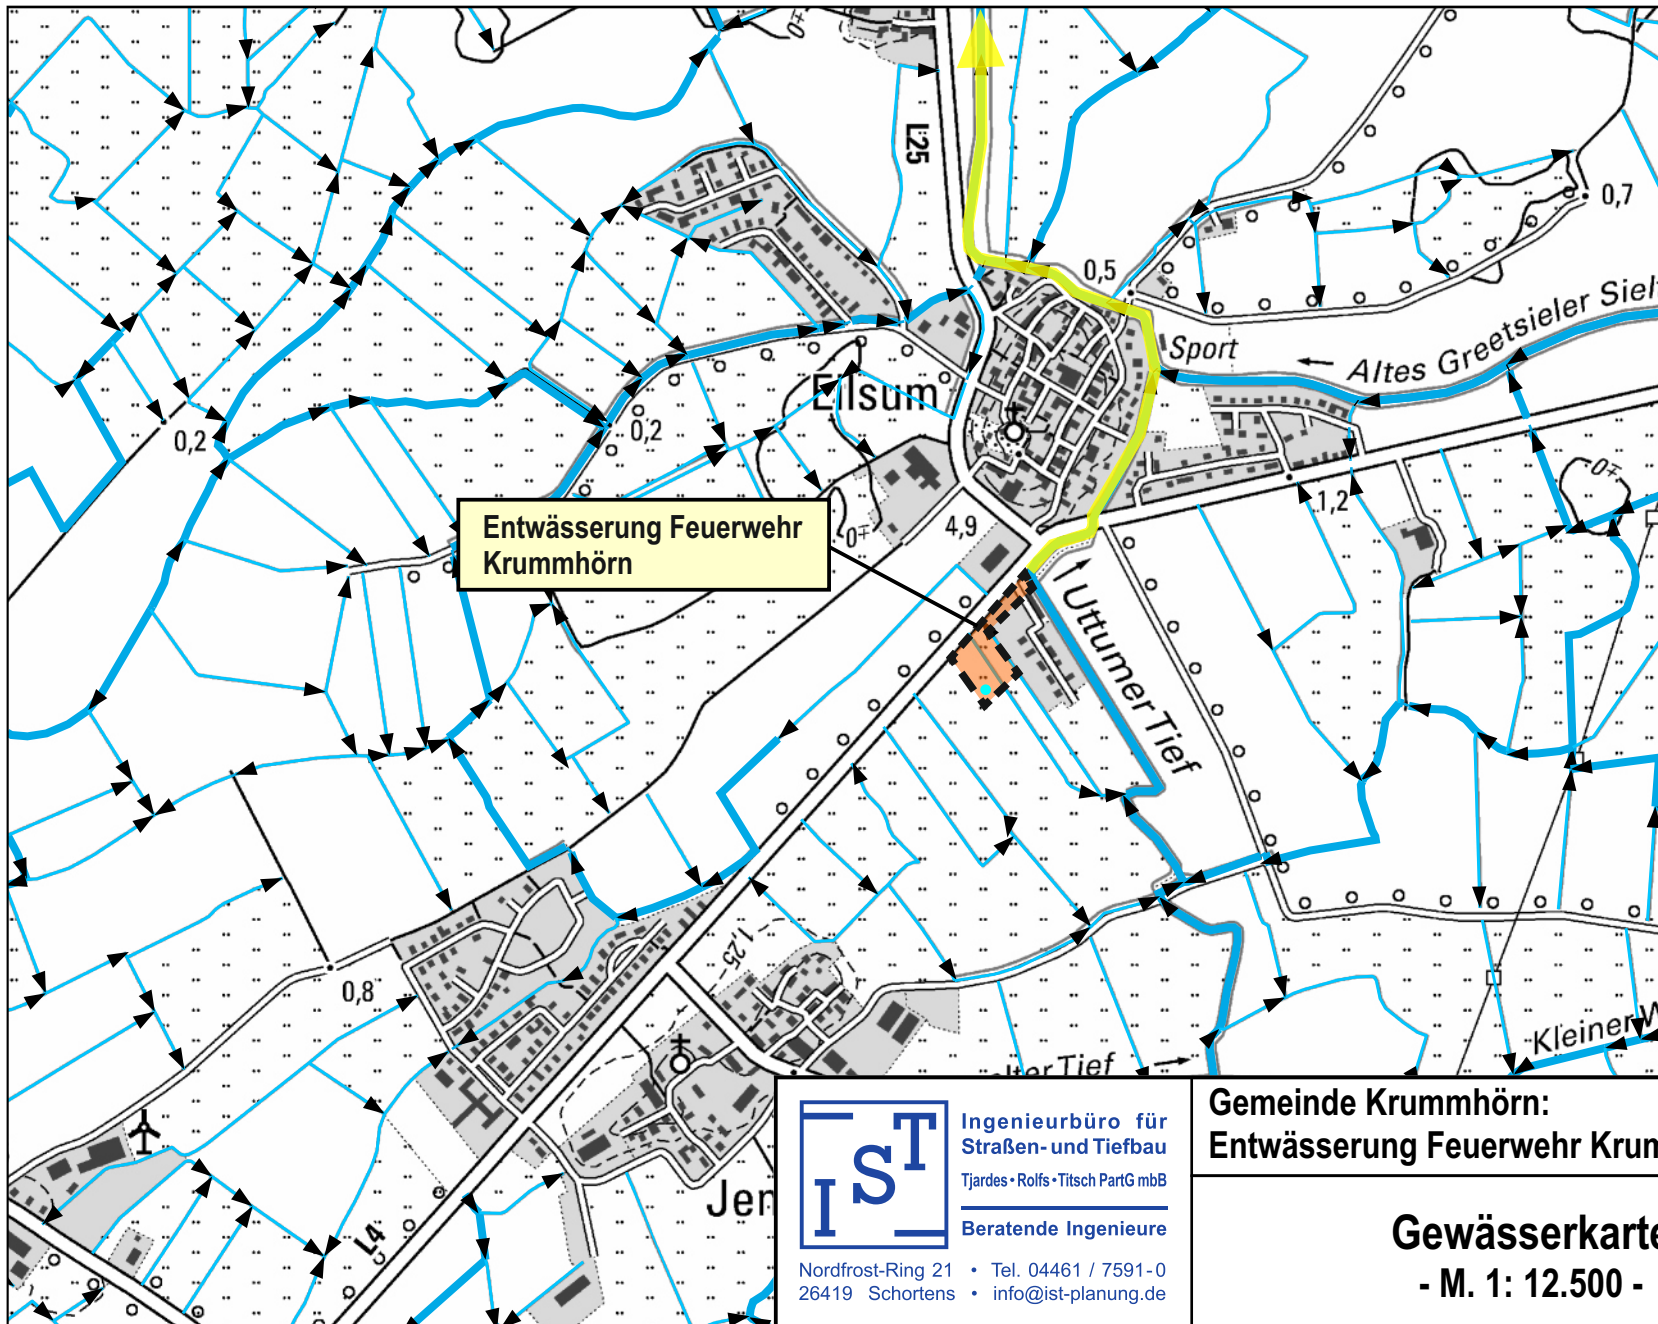 L25
0,7
0,5
Sport
Altes Greetsieler Sielt
Eilsum
0,2
0,2
Entwässerung Feuerwehr
Krummhörn
4,9
1,2
Uttumer Tief
1,25
0,8
Kleiner W
alter Tief
L4
Jen
IST
Ingenieurbüro für
Straßen- und Tiefbau
Tjardes • Rolfs • Titsch PartG mbB
Beratende Ingenieure
Nordfrost-Ring 21 • Tel. 04461 / 7591-0
26419 Schortens • info@ist-planung.de
Gemeinde Krummhörn:
Entwässerung Feuerwehr Krum
Gewässerkarte
- M. 1: 12.500 -